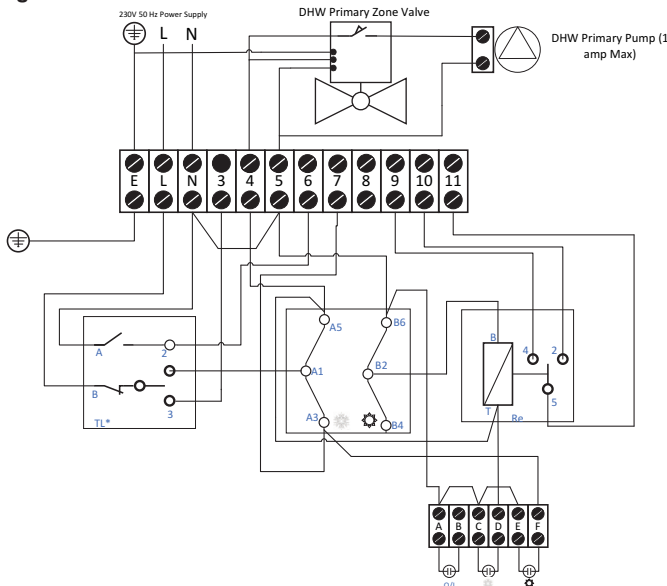 230V 50 Hz Power Supply
DHW Primary Zone Valve
L N
DHW Primary Pump (1
amp Max)
E L N 3 4 5 6 7 8 9 10 11
A5 B6
A 2
B 4 2
A1 B2
B 3
5
A3 B4
TL*
T Re
A B C D E F